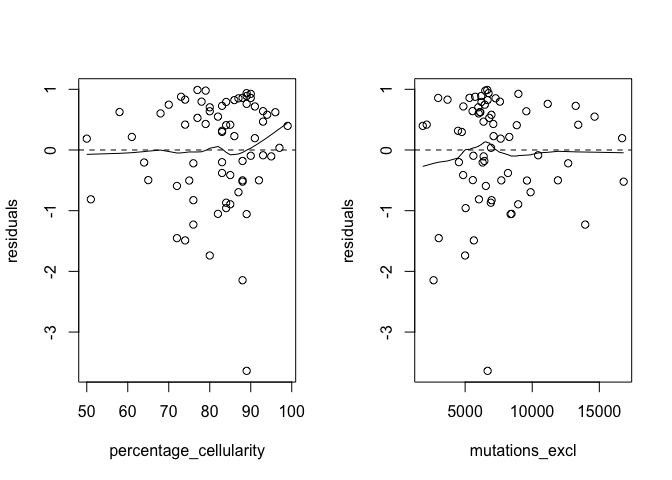 1
0
-1
-2
-3
residuals
50 60 70 80 90 100
percentage_cellularity
1
0
-1
-2
-3
residuals
5000 10000 15000
mutations_excl